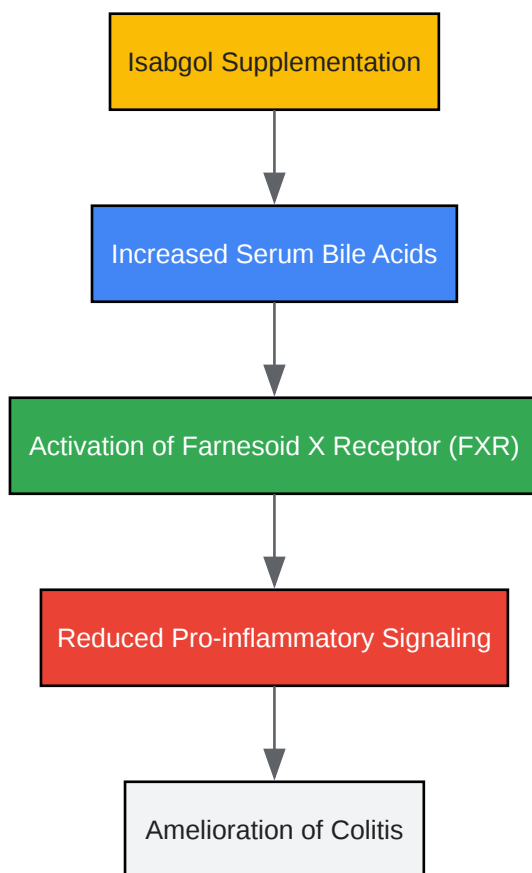 Isabgol Supplementation
Increased Serum Bile Acids
Activation of Farnesoid X Receptor (FXR)
Reduced Pro-inflammatory Signaling
Amelioration of Colitis